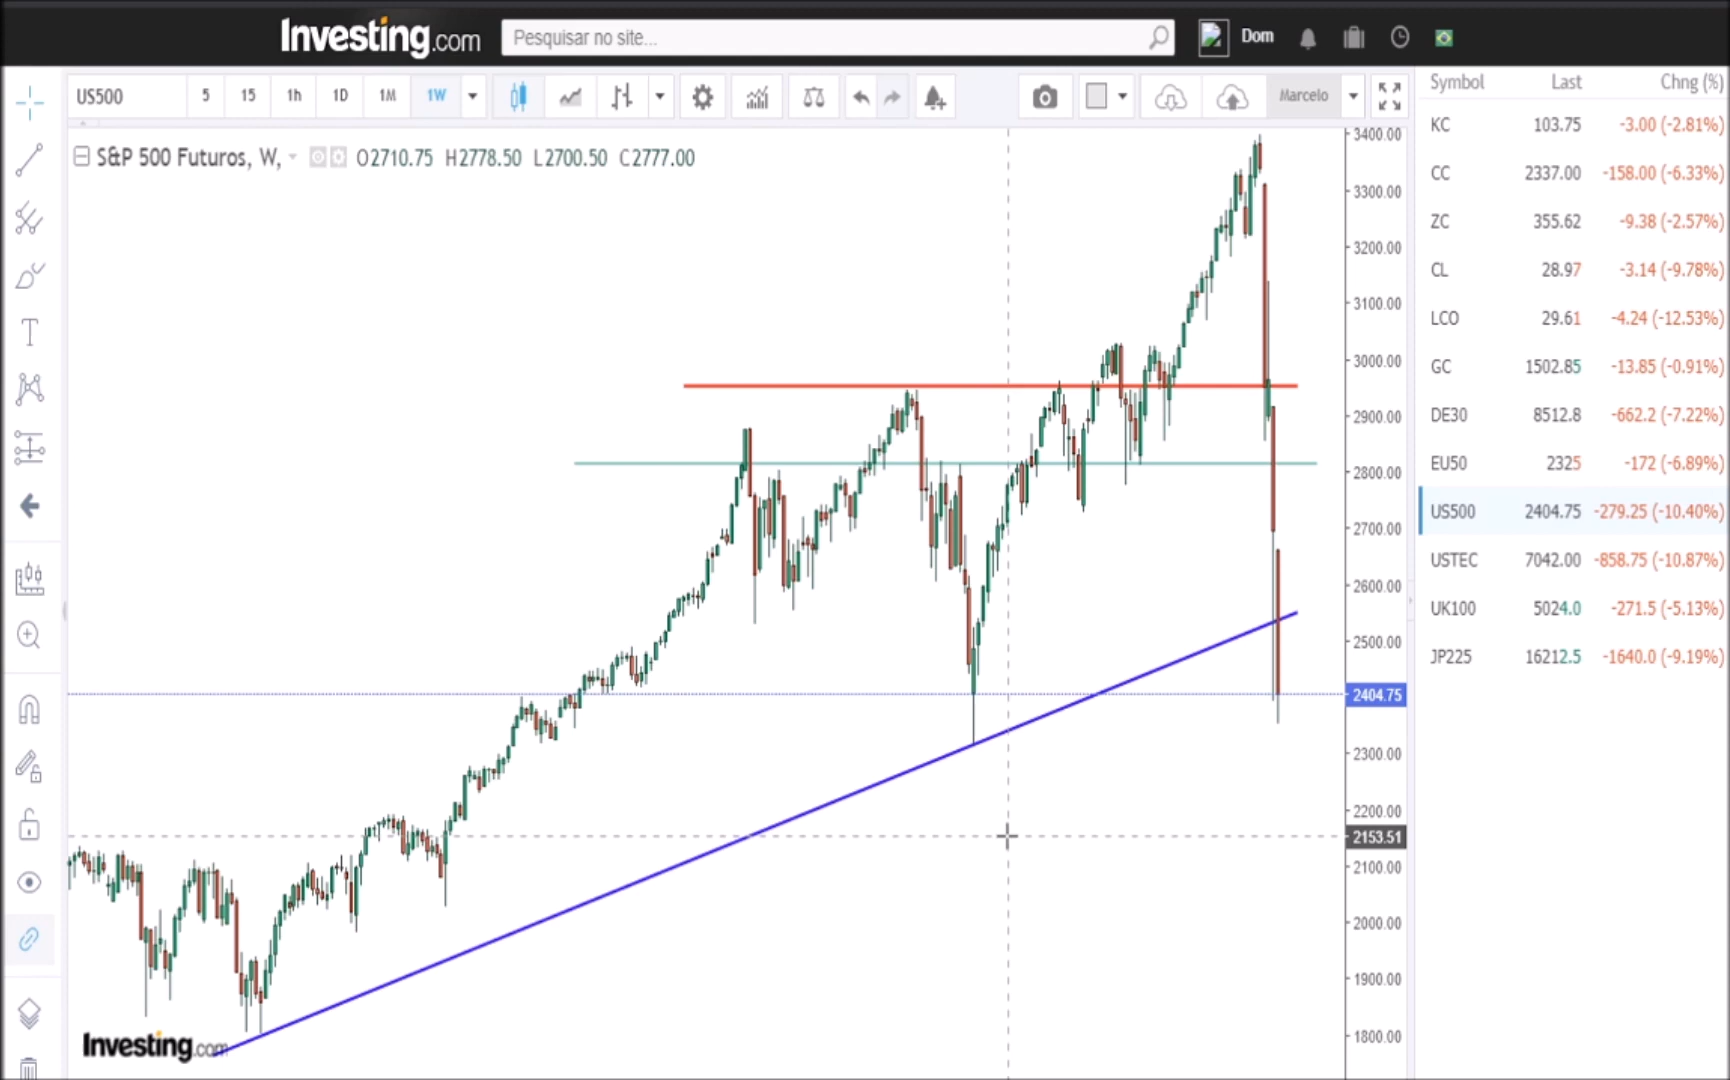 Investing.com
Pesquisar no site...
Dom
US500 5 15 1h 1D 1M 1W
Marcelo
S&P 500 Futuros, W, O2710.75 H2778.50 L2700.50 C2777.00
3400.00
3300.00
3200.00
3100.00
3000.00
2900.00
2800.00
2700.00
2600.00
2500.00
2404.75
2300.00
2200.00
2153.51
2100.00
2000.00
1900.00
1800.00
Investing.com
Symbol Last Chng (%)
KC 103.75 -3.00 (-2.81%)
CC 2337.00 -158.00 (-6.33%)
ZC 355.62 -9.38 (-2.57%)
CL 28.97 -3.14 (-9.78%)
LCO 29.61 -4.24 (-12.53%)
GC 1502.85 -13.85 (-0.91%)
DE30 8512.8 -662.2 (-7.22%)
EU50 2325 -172 (-6.89%)
US500 2404.75 -279.25 (-10.40%)
USTEC 7042.00 -858.75 (-10.87%)
UK100 5024.0 -271.5 (-5.13%)
JP225 16212.5 -1640.0 (-9.19%)